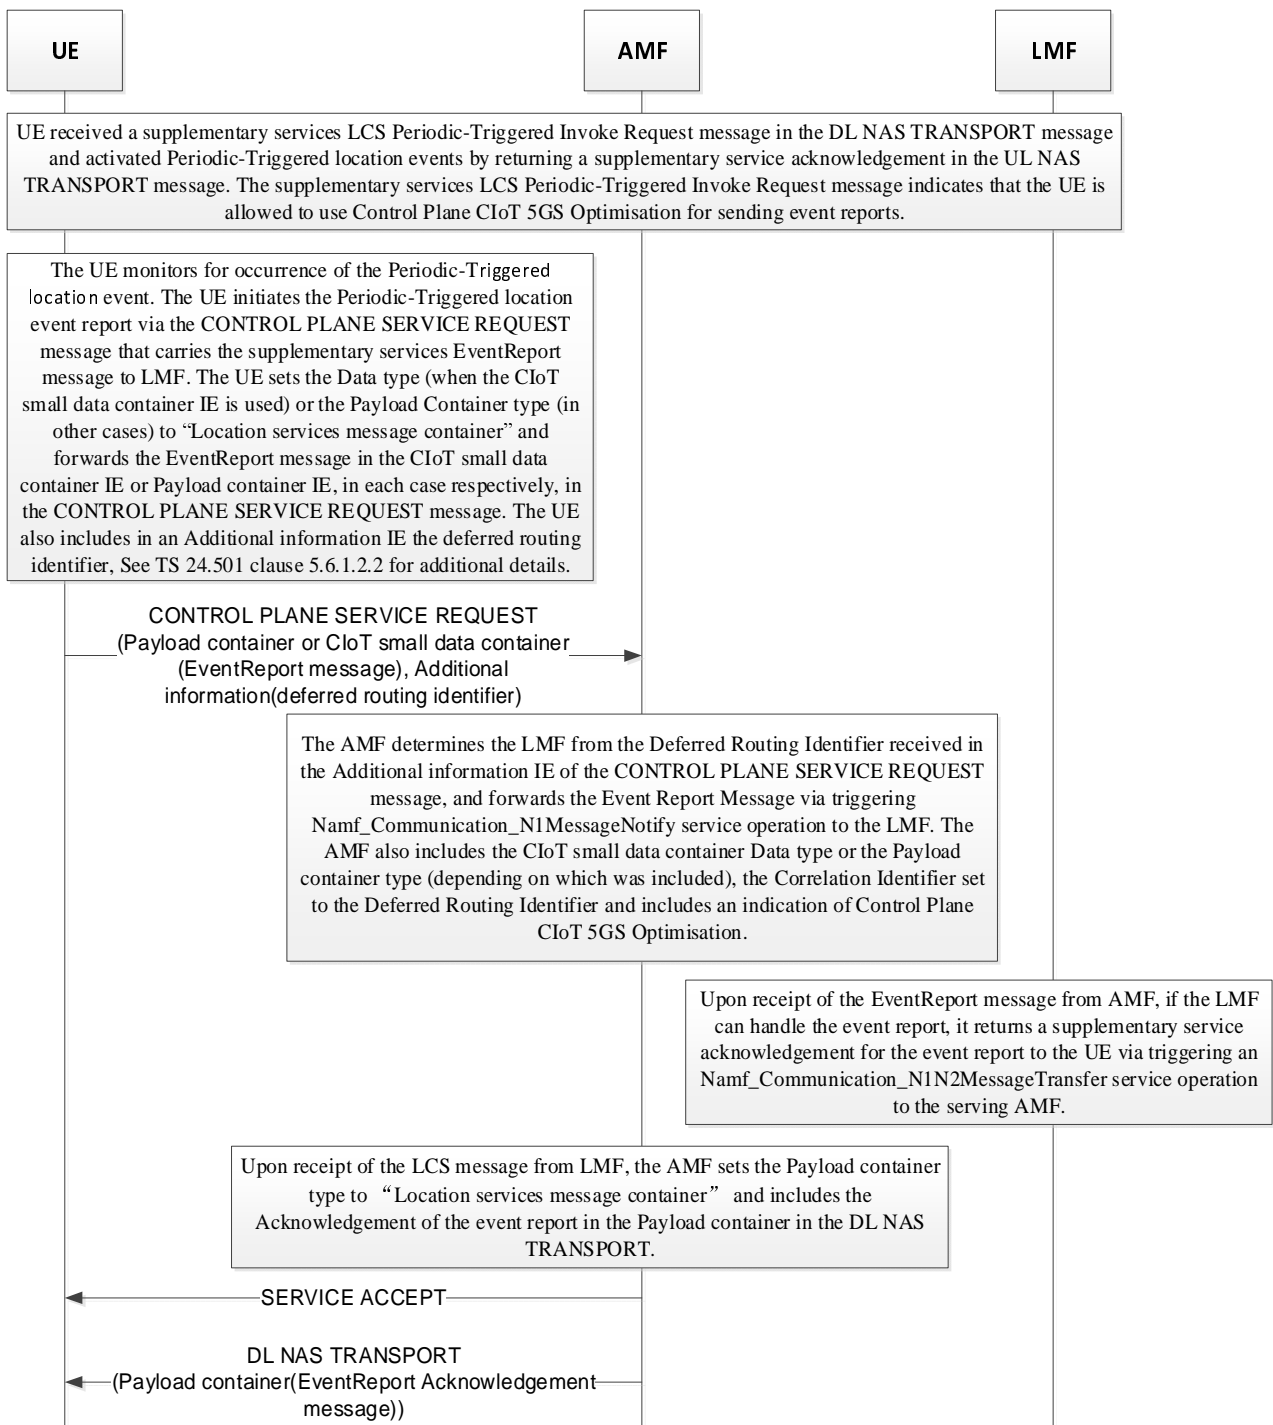 UE
AMF
LMF
UE received a supplementary services LCS Periodic-Triggered Invoke Request message in the DL NAS TRANSPORT message
and activated Periodic-Triggered location events by returning a supplementary service acknowledgement in the UL NAS
TRANSPORT message. The supplementary services LCS Periodic-Triggered Invoke Request message indicates that the UE is
allowed to use Control Plane CIoT 5GS Optimisation for sending event reports.
The UE monitors for occurrence of the Periodic-Triggered
location event. The UE initiates the Periodic-Triggered location
event report via the CONTROL PLANE SERVICE REQUEST
message that carries the supplementary services EventReport
message to LMF. The UE sets the Data type (when the CIoT
small data container IE is used) or the Payload Container type (in
other cases) to “Location services message container” and
forwards the EventReport message in the CIoT small data
container IE or Payload container IE, in each case respectively, in
the CONTROL PLANE SERVICE REQUEST message. The UE
also includes in an Additional information IE the deferred routing
identifier, See TS 24.501 clause 5.6.1.2.2 for additional details.
CONTROL PLANE SERVICE REQUEST
(Payload container or CIoT small data container
(EventReport message), Additional
information(deferred routing identifier)
The AMF determines the LMF from the Deferred Routing Identifier received in
the Additional information IE of the CONTROL PLANE SERVICE REQUEST
message, and forwards the Event Report Message via triggering
Namf_Communication_N1MessageNotify service operation to the LMF. The
AMF also includes the CIoT small data container Data type or the Payload
container type (depending on which was included), the Correlation Identifier set
to the Deferred Routing Identifier and includes an indication of Control Plane
CIoT 5GS Optimisation.
Upon receipt of the EventReport message from AMF, if the LMF
can handle the event report, it returns a supplementary service
acknowledgement for the event report to the UE via triggering an
Namf_Communication_N1N2MessageTransfer service operation
to the serving AMF.
Upon receipt of the LCS message from LMF, the AMF sets the Payload container
type to “Location services message container” and includes the
Acknowledgement of the event report in the Payload container in the DL NAS
TRANSPORT.
SERVICE ACCEPT
DL NAS TRANSPORT
(Payload container(EventReport Acknowledgement
message))